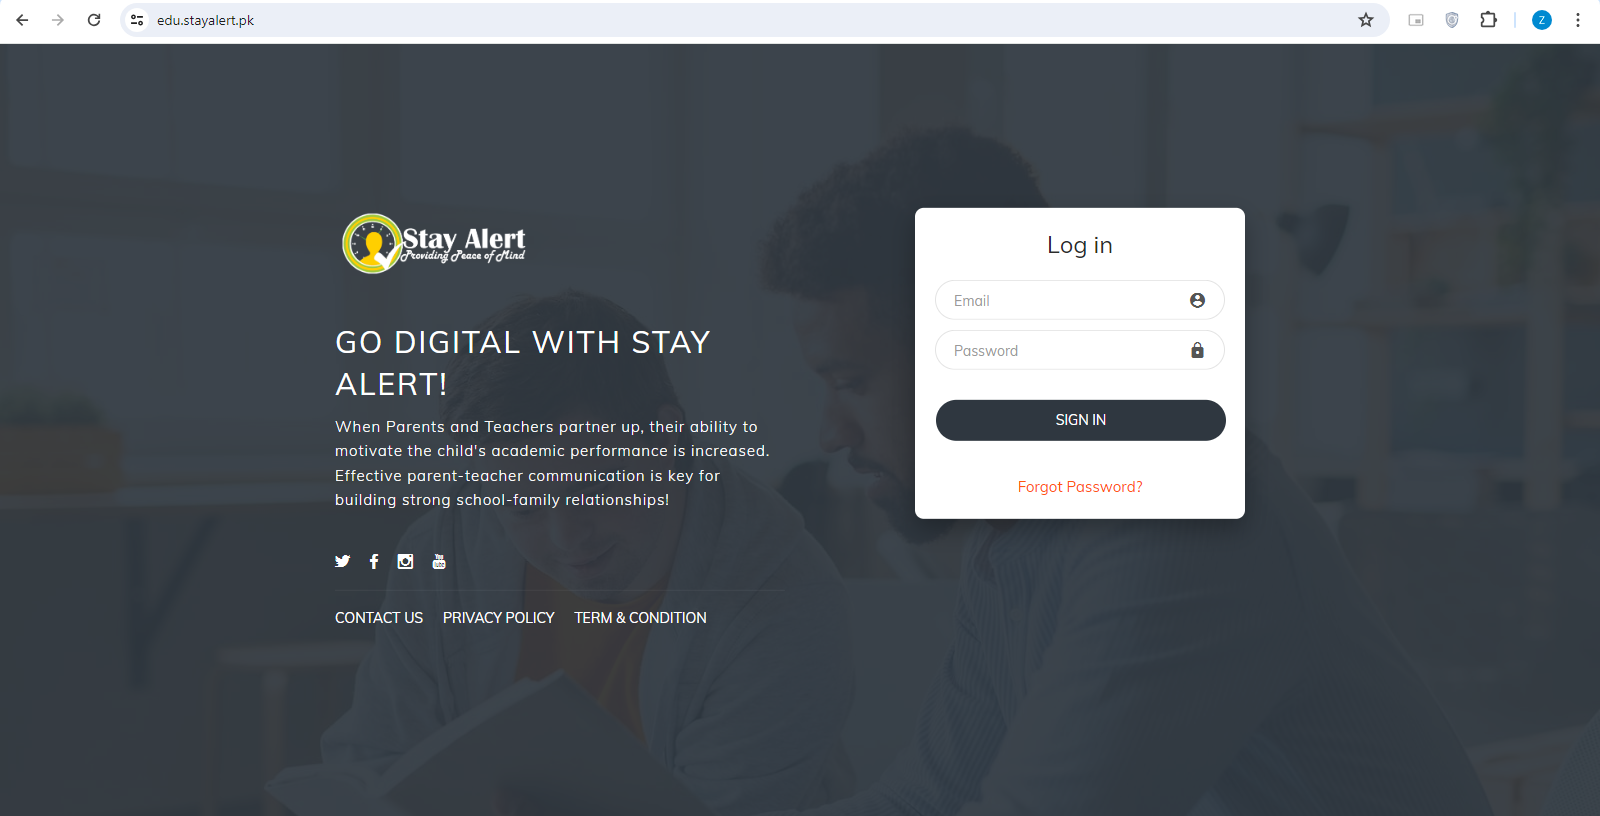 edu.stayalert.pk
Z
Stay Alert
Providing Peace of Mind
GO DIGITAL WITH STAY
ALERT!
When Parents and Teachers partner up, their ability to
motivate the child's academic performance is increased.
Effective parent-teacher communication is key for
building strong school-family relationships!
You
Tube
CONTACT US PRIVACY POLICY TERM & CONDITION
Log in
Email
Password
SIGN IN
Forgot Password?